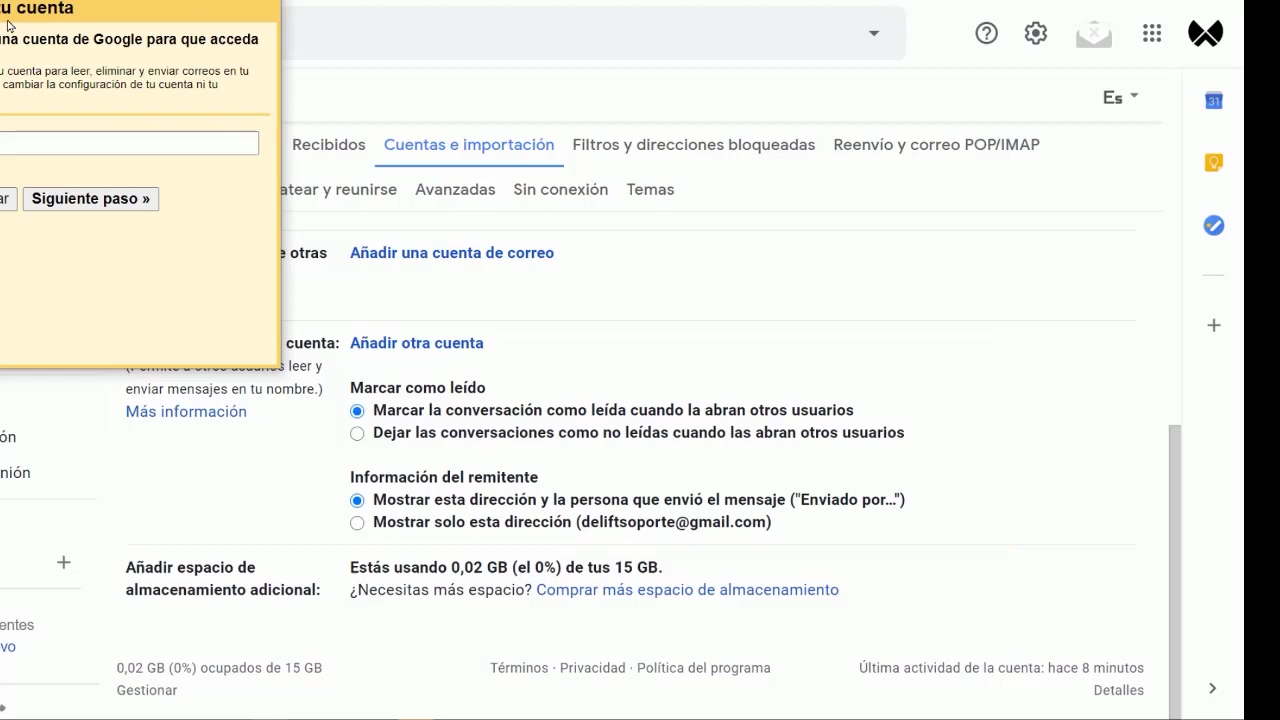 tu cuenta
una cuenta de Google para que acceda
tu cuenta para leer, eliminar y enviar correos en tu
cambiar la configuración de tu cuenta ni tu
Siguiente paso »
Es
Recibidos Cuentas e importación Filtros y direcciones bloqueadas Reenvío y correo POP/IMAP
atear y reunirse Avanzadas Sin conexión Temas
e otras Añadir una cuenta de correo
cuenta: Añadir otra cuenta
leer y
enviar mensajes en tu nombre.)
Más información
Marcar como leído
Marcar la conversación como leída cuando la abran otros usuarios
Dejar las conversaciones como no leídas cuando las abran otros usuarios
Información del remitente
Mostrar esta dirección y la persona que envió el mensaje ("Enviado por...")
Mostrar solo esta dirección (deliftsoporte@gmail.com)
Añadir espacio de
almacenamiento adicional:
Estás usando 0,02 GB (el 0%) de tus 15 GB.
¿Necesitas más espacio? Comprar más espacio de almacenamiento
ón
nión
entes
vo
0,02 GB (0%) ocupados de 15 GB
Gestionar
Términos · Privacidad · Política del programa
Última actividad de la cuenta: hace 8 minutos
Detalles
31